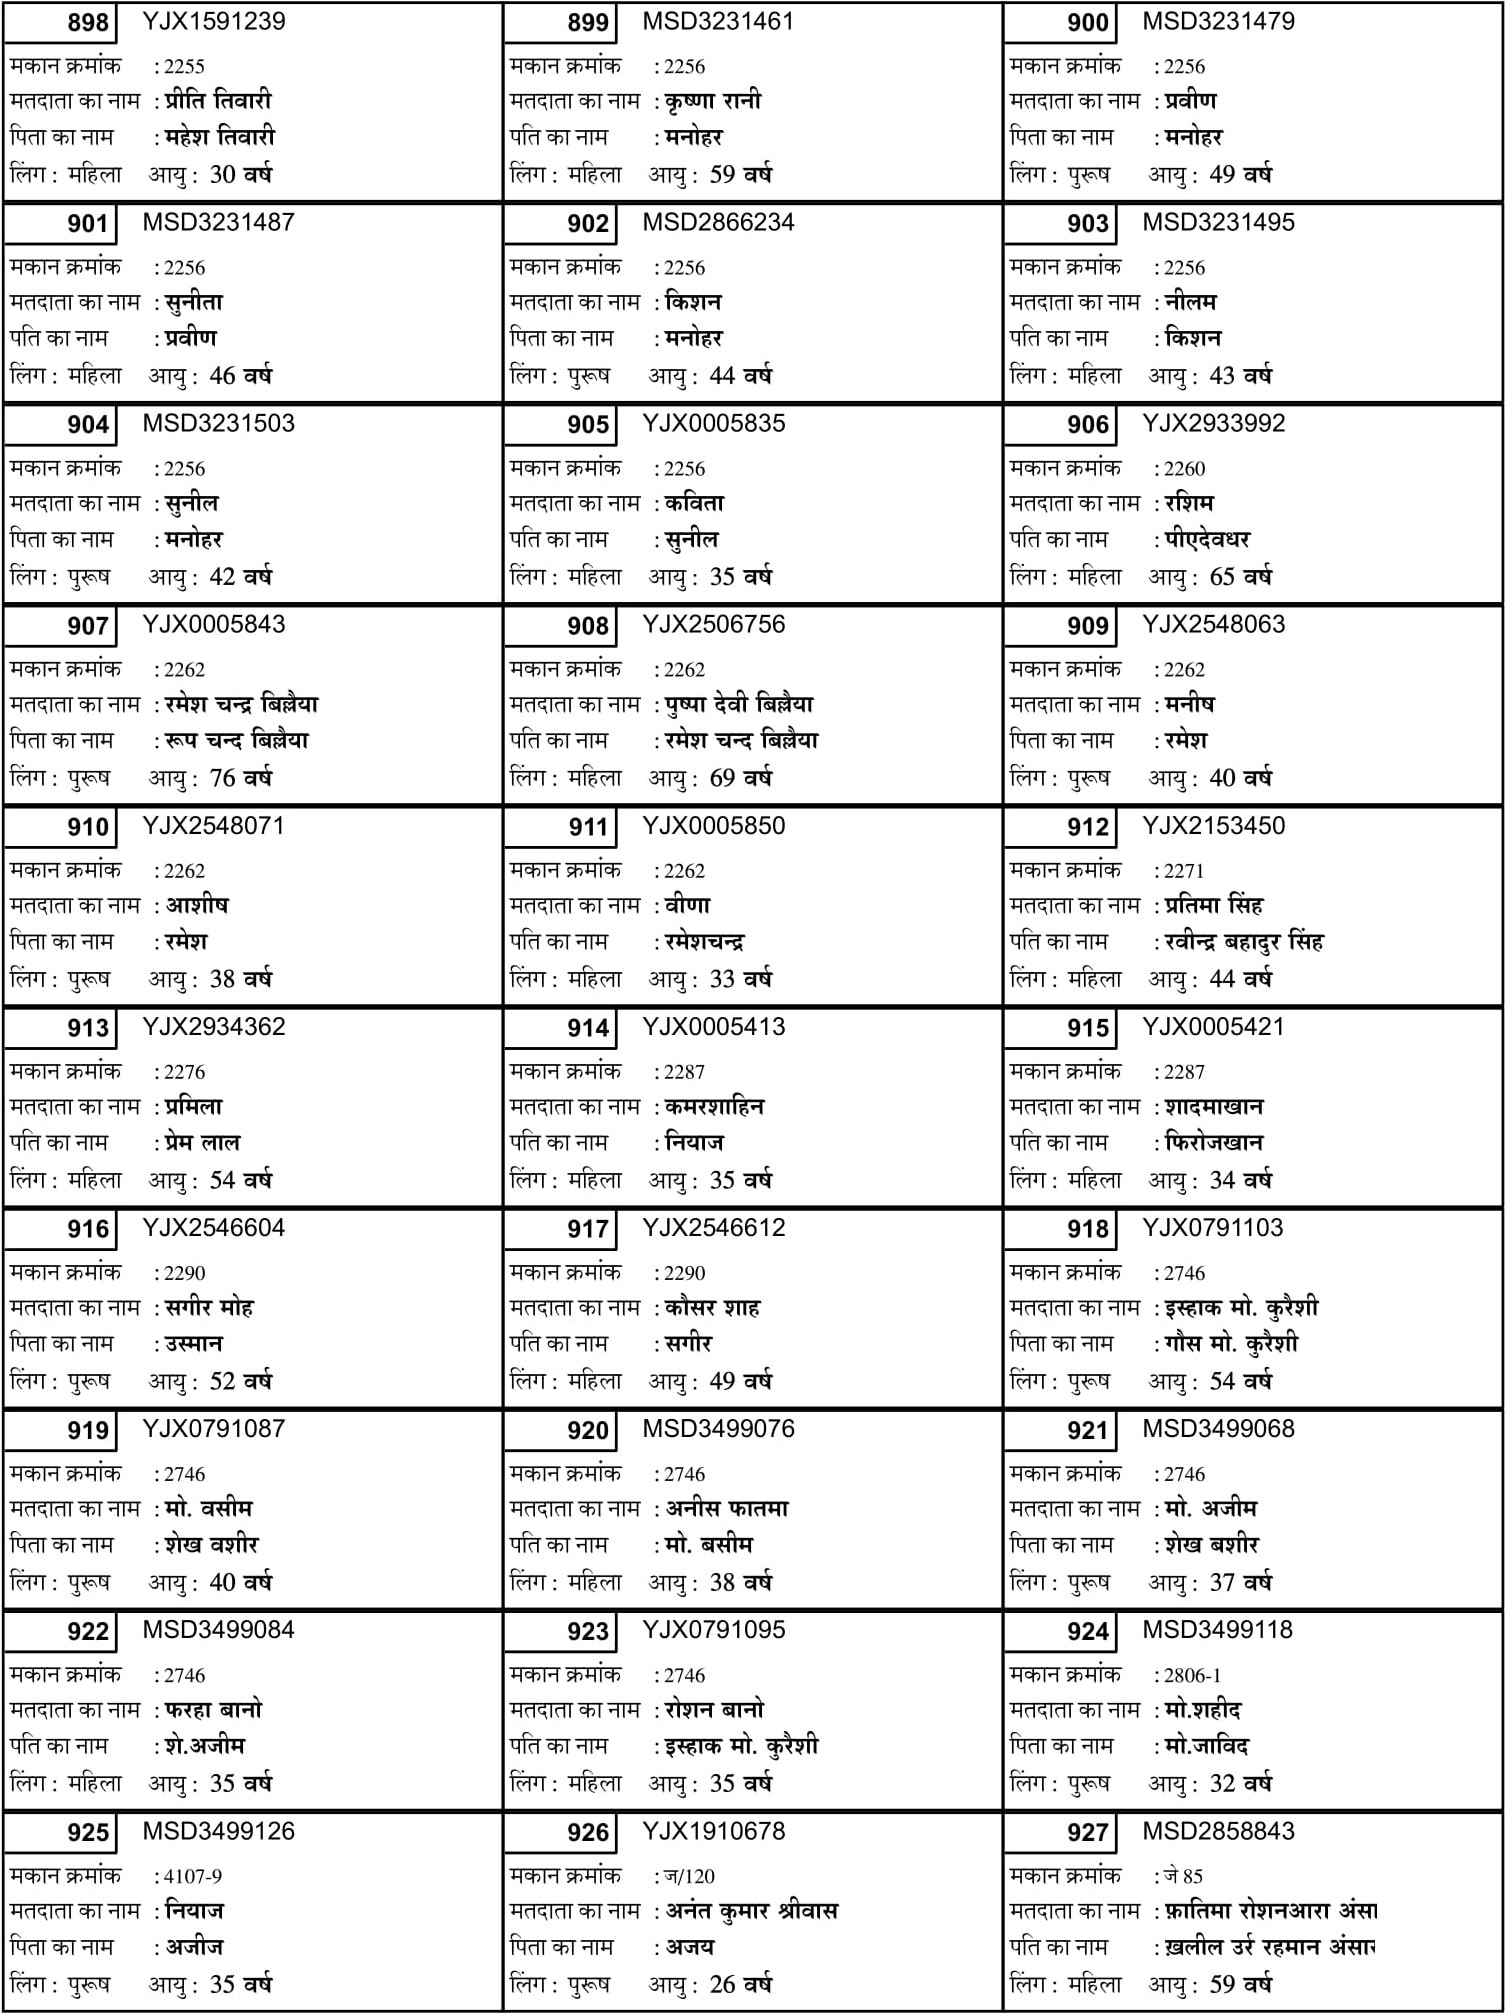 898 YJX1591239
मकान क्रमांक : 2255
मतदाता का नाम : प्रीति तिवारी
पिता का नाम : महेश तिवारी
लिंग : महिला आयु : 30 वर्ष
899 MSD3231461
मकान क्रमांक : 2256
मतदाता का नाम : कृष्णा रानी
पति का नाम : मनोहर
लिंग : महिला आयु : 59 वर्ष
900 MSD3231479
मकान क्रमांक : 2256
मतदाता का नाम : प्रवीण
पिता का नाम : मनोहर
लिंग : पुरूष आयु : 49 वर्ष
901 MSD3231487
मकान क्रमांक : 2256
मतदाता का नाम : सुनीता
पति का नाम : प्रवीण
लिंग : महिला आयु : 46 वर्ष
902 MSD2866234
मकान क्रमांक : 2256
मतदाता का नाम : किशन
पिता का नाम : मनोहर
लिंग : पुरूष आयु : 44 वर्ष
903 MSD3231495
मकान क्रमांक : 2256
मतदाता का नाम : नीलम
पति का नाम : किशन
लिंग : महिला आयु : 43 वर्ष
904 MSD3231503
मकान क्रमांक : 2256
मतदाता का नाम : सुनील
पिता का नाम : मनोहर
लिंग : पुरूष आयु : 42 वर्ष
905 YJX0005835
मकान क्रमांक : 2256
मतदाता का नाम : कविता
पति का नाम : सुनील
लिंग : महिला आयु : 35 वर्ष
906 YJX2933992
मकान क्रमांक : 2260
मतदाता का नाम : रशिम
पति का नाम : पीएदेवधर
लिंग : महिला आयु : 65 वर्ष
907 YJX0005843
मकान क्रमांक : 2262
मतदाता का नाम : रमेश चन्द्र बिल्लैया
पिता का नाम : रूप चन्द बिल्लैया
लिंग : पुरूष आयु : 76 वर्ष
908 YJX2506756
मकान क्रमांक : 2262
मतदाता का नाम : पुष्पा देवी बिल्लैया
पति का नाम : रमेश चन्द बिल्लैया
लिंग : महिला आयु : 69 वर्ष
909 YJX2548063
मकान क्रमांक : 2262
मतदाता का नाम : मनीष
पिता का नाम : रमेश
लिंग : पुरूष आयु : 40 वर्ष
910 YJX2548071
मकान क्रमांक : 2262
मतदाता का नाम : आशीष
पिता का नाम : रमेश
लिंग : पुरूष आयु : 38 वर्ष
911 YJX0005850
मकान क्रमांक : 2262
मतदाता का नाम : वीणा
पति का नाम : रमेशचन्द्र
लिंग : महिला आयु : 33 वर्ष
912 YJX2153450
मकान क्रमांक : 2271
मतदाता का नाम : प्रतिमा सिंह
पति का नाम : रवीन्द्र बहादुर सिंह
लिंग : महिला आयु : 44 वर्ष
913 YJX2934362
मकान क्रमांक : 2276
मतदाता का नाम : प्रमिला
पति का नाम : प्रेम लाल
लिंग : महिला आयु : 54 वर्ष
914 YJX0005413
मकान क्रमांक : 2287
मतदाता का नाम : कमरशाहिन
पति का नाम : नियाज
लिंग : महिला आयु : 35 वर्ष
915 YJX0005421
मकान क्रमांक : 2287
मतदाता का नाम : शादमाखान
पति का नाम : फिरोजखान
लिंग : महिला आयु : 34 वर्ष
916 YJX2546604
मकान क्रमांक : 2290
मतदाता का नाम : सगीर मोह
पिता का नाम : उस्मान
लिंग : पुरूष आयु : 52 वर्ष
917 YJX2546612
मकान क्रमांक : 2290
मतदाता का नाम : कौसर शाह
पति का नाम : सगीर
लिंग : महिला आयु : 49 वर्ष
918 YJX0791103
मकान क्रमांक : 2746
मतदाता का नाम : इस्हाक मो. कुरैशी
पिता का नाम : गौस मो. कुरैशी
लिंग : पुरूष आयु : 54 वर्ष
919 YJX0791087
मकान क्रमांक : 2746
मतदाता का नाम : मो. वसीम
पिता का नाम : शेख वशीर
लिंग : पुरूष आयु : 40 वर्ष
920 MSD3499076
मकान क्रमांक : 2746
मतदाता का नाम : अनीस फातमा
पति का नाम : मो. बसीम
लिंग : महिला आयु : 38 वर्ष
921 MSD3499068
मकान क्रमांक : 2746
मतदाता का नाम : मो. अजीम
पिता का नाम : शेख बशीर
लिंग : पुरूष आयु : 37 वर्ष
922 MSD3499084
मकान क्रमांक : 2746
मतदाता का नाम : फरहा बानो
पति का नाम : शे.अजीम
लिंग : महिला आयु : 35 वर्ष
923 YJX0791095
मकान क्रमांक : 2746
मतदाता का नाम : रोशन बानो
पति का नाम : इस्हाक मो. कुरैशी
लिंग : महिला आयु : 35 वर्ष
924 MSD3499118
मकान क्रमांक : 2806-1
मतदाता का नाम : मो.शहीद
पिता का नाम : मो.जाविद
लिंग : पुरूष आयु : 32 वर्ष
925 MSD3499126
मकान क्रमांक : 4107-9
मतदाता का नाम : नियाज
पिता का नाम : अजीज
लिंग : पुरूष आयु : 35 वर्ष
926 YJX1910678
मकान क्रमांक : ज/120
मतदाता का नाम : अनंत कुमार श्रीवास
पिता का नाम : अजय
लिंग : पुरूष आयु : 26 वर्ष
927 MSD2858843
मकान क्रमांक : जे 85
मतदाता का नाम : फ़ातिमा रोशनआरा अंसा
पति का नाम : ख़लील उर्र रहमान अंसार
लिंग : महिला आयु : 59 वर्ष